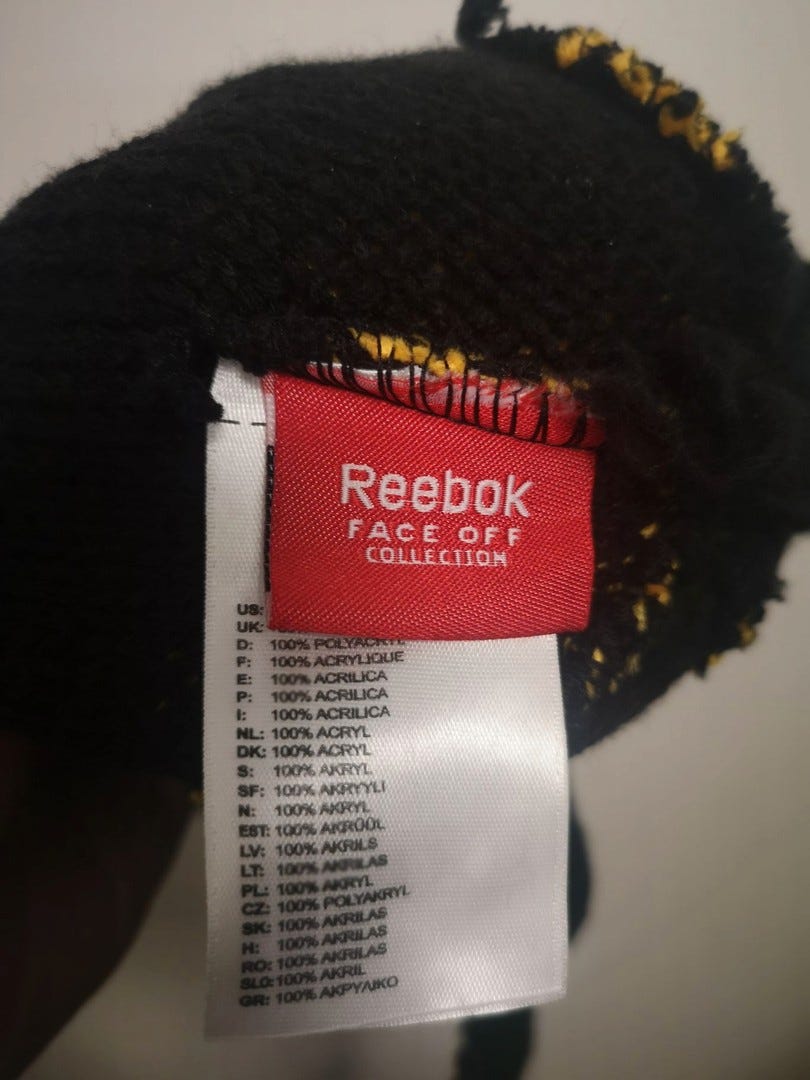 Reebok
FACE OFF
COLLECTION
US:
UK:
D: 100% POLYACRYL
F: 100% ACRYLIQUE
E: 100% ACRILICA
P: 100% ACRILICA
I: 100% ACRILICA
NL: 100% ACRYL
DK: 100% ACRYL
S: 100% AKRYL
SF: 100% AKRYYLI
N: 100% AKRYL
EST: 100% AKRÜÜL
LV: 100% AKRILS
LT: 100% AKRILAS
PL: 100% AKRYL
CZ: 100% POLYAKRYL
SK: 100% AKRILAS
H: 100% AKRILAS
RO: 100% AKRILAS
SLO: 100% AKRIL
GR: 100% ΑΚΡΥΛΙΚΟ